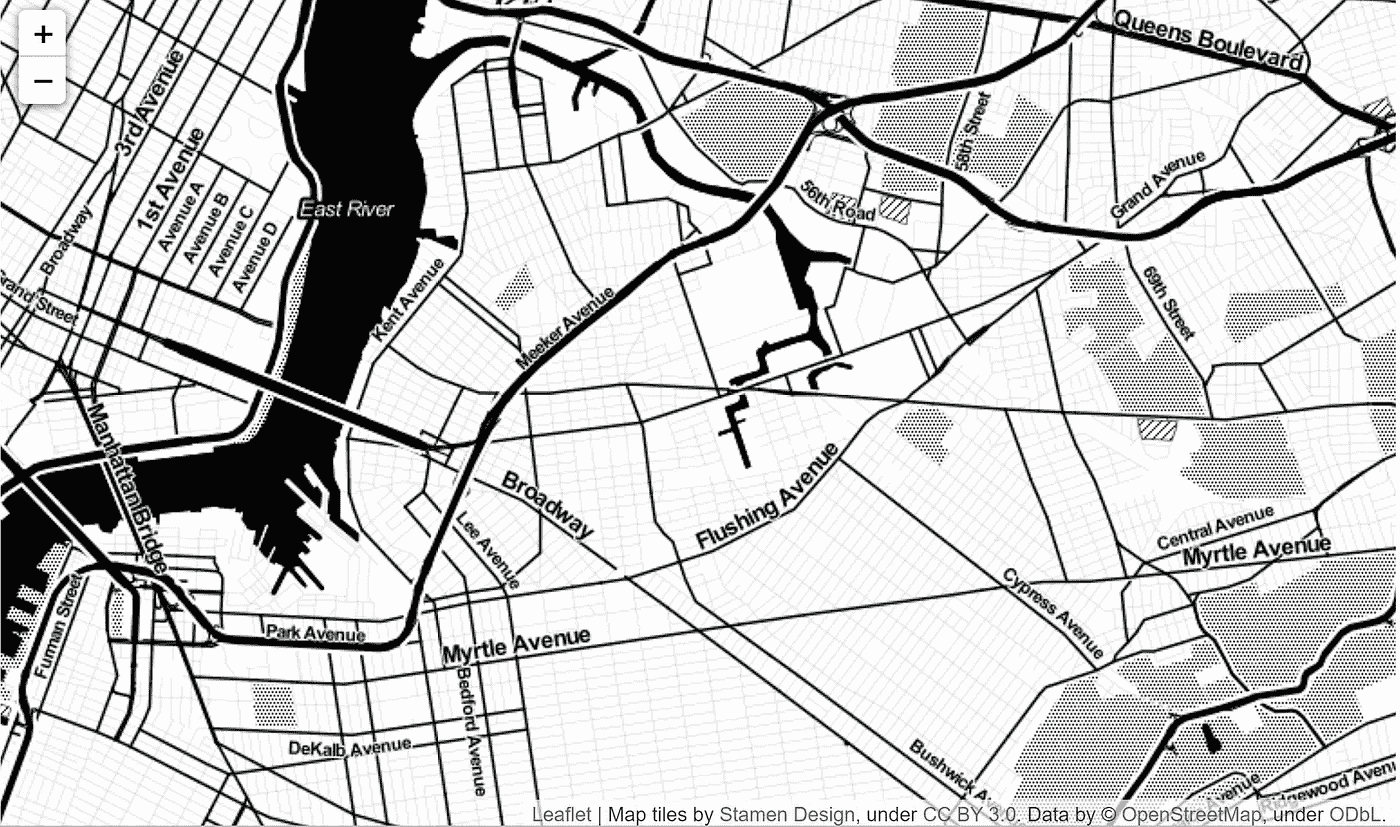 +
−
Queens Boulevard
3rd Avenue
58th Street
1st Avenue
Avenue A
Avenue B
Avenue C
Avenue D
Broadway
East River
56th Road
Grand Avenue
Kent Avenue
69th Street
Grand Street
Meeker Avenue
Manhattan Bridge
Broadway
Flushing Avenue
Lee Avenue
Central Avenue
Myrtle Avenue
Cypress Avenue
Furman Street
Park Avenue
Myrtle Avenue
Bedford Avenue
DeKalb Avenue
Bushwick Ave
Avenue
Ridgewood Avenu
Leaflet | Map tiles by Stamen Design, under CC BY 3.0. Data by © OpenStreetMap, under ODbL.